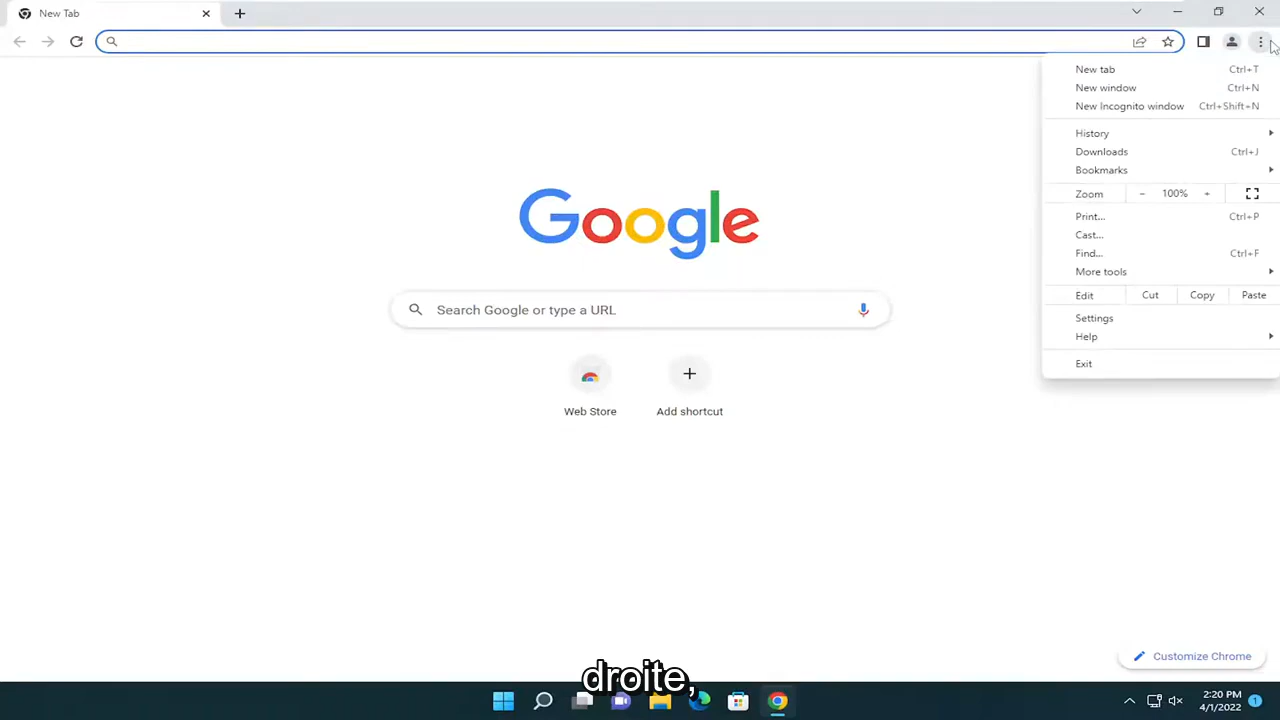 New Tab
New tab Ctrl+T
New window Ctrl+N
New Incognito window Ctrl+Shift+N
History
Downloads Ctrl+J
Bookmarks
Zoom - 100% +
Print... Ctrl+P
Cast...
Find... Ctrl+F
More tools
Edit Cut Copy Paste
Settings
Help
Exit
Google
Search Google or type a URL
Web Store Add shortcut
Customize Chrome
droite,
2:20 PM
4/1/2022
1